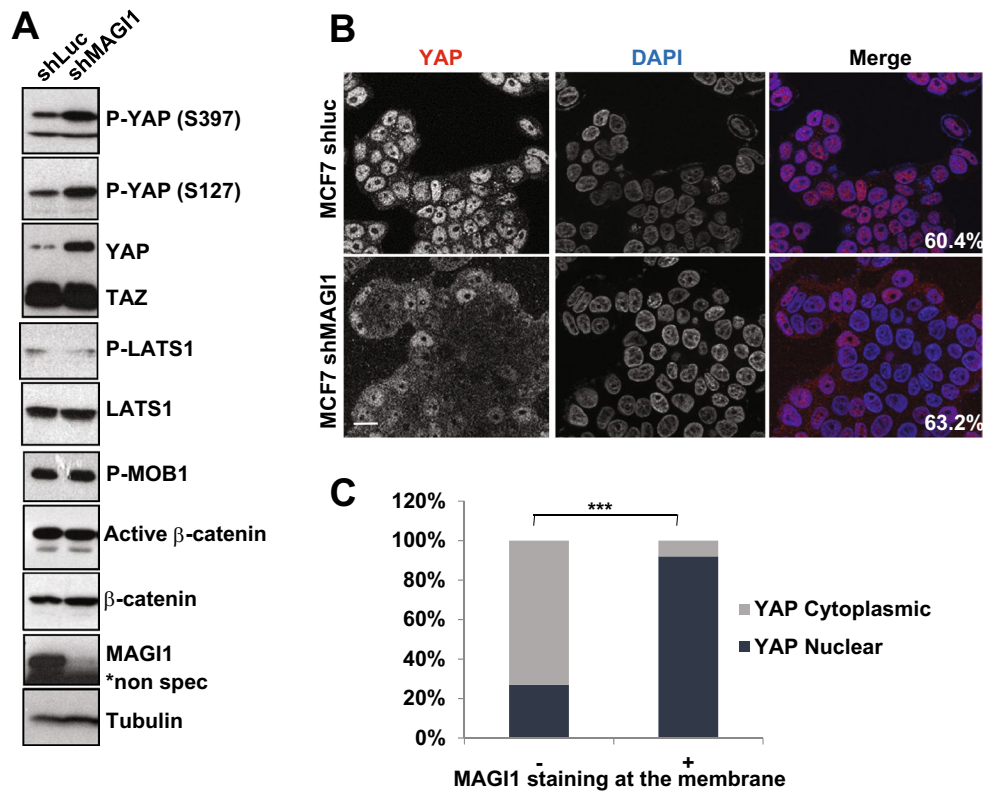 A
shLuc
shMAGI1
P-YAP (S397)
P-YAP (S127)
YAP
TAZ
P-LATS1
LATS1
P-MOB1
Active β-catenin
β-catenin
MAGI1
*non spec
Tubulin
B
YAP
DAPI
Merge
MCF7 shluc
60.4%
MCF7 shMAGI1
63.2%
C
120%
100%
80%
60%
40%
20%
0%
***
YAP Cytoplasmic
YAP Nuclear
- +
MAGI1 staining at the membrane